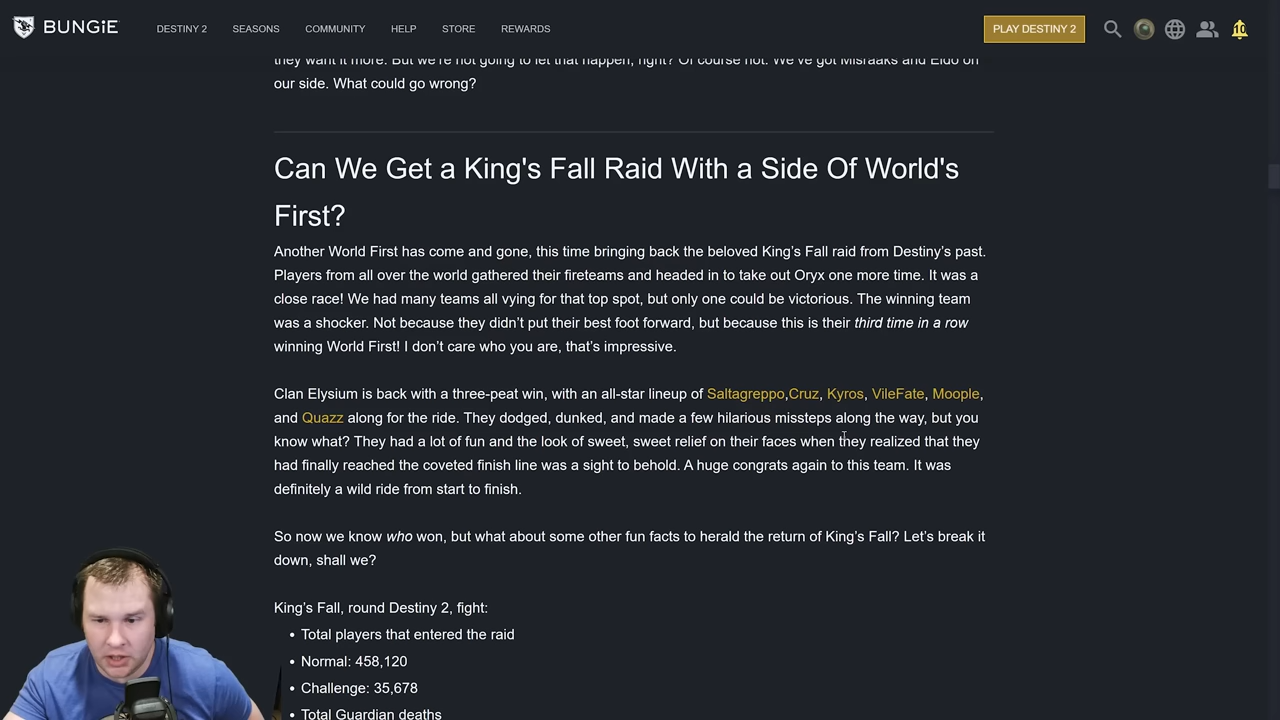 BUNGiE
DESTINY 2
SEASONS
COMMUNITY
HELP
STORE
REWARDS
PLAY DESTINY 2
10
they want it more. But we're not going to let that happen, right? Of course not. We've got Misraaks and Eido on
our side. What could go wrong?
Can We Get a King's Fall Raid With a Side Of World's
First?
Another World First has come and gone, this time bringing back the beloved King’s Fall raid from Destiny’s past.
Players from all over the world gathered their fireteams and headed in to take out Oryx one more time. It was a
close race! We had many teams all vying for that top spot, but only one could be victorious. The winning team
was a shocker. Not because they didn’t put their best foot forward, but because this is their third time in a row
winning World First! I don’t care who you are, that’s impressive.
Clan Elysium is back with a three-peat win, with an all-star lineup of Saltagreppo,Cruz, Kyros, VileFate, Moople,
and Quazz along for the ride. They dodged, dunked, and made a few hilarious missteps along the way, but you
know what? They had a lot of fun and the look of sweet, sweet relief on their faces when they realized that they
had finally reached the coveted finish line was a sight to behold. A huge congrats again to this team. It was
definitely a wild ride from start to finish.
So now we know who won, but what about some other fun facts to herald the return of King’s Fall? Let’s break it
down, shall we?
King’s Fall, round Destiny 2, fight:
• Total players that entered the raid
• Normal: 458,120
• Challenge: 35,678
• Total Guardian deaths